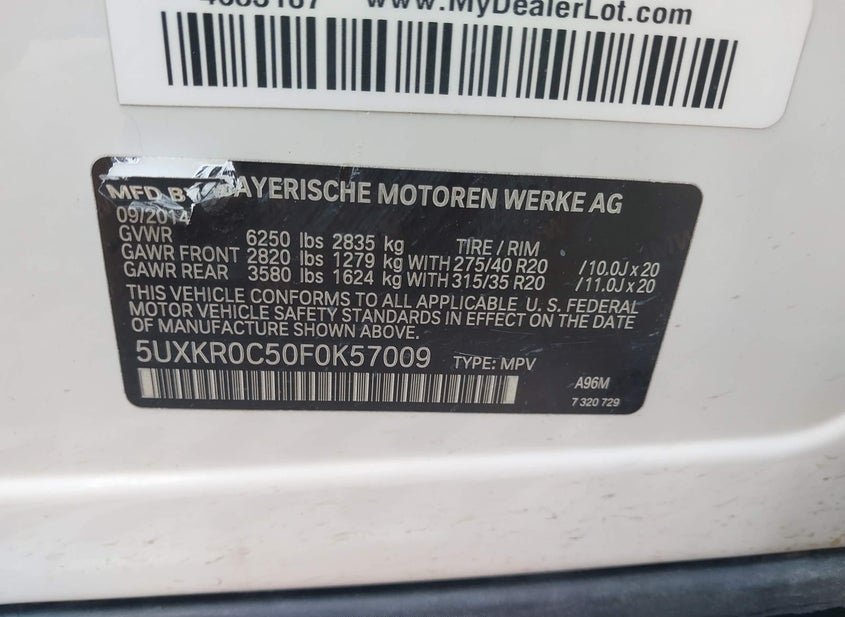 www.MyDealerLot.com
MFD BY BAYERISCHE MOTOREN WERKE AG
09/2014
GVWR 6250 lbs 2835 kg TIRE / RIM
GAWR FRONT 2820 lbs 1279 kg WITH 275/40 R20 / 10.0J x 20
GAWR REAR 3580 lbs 1624 kg WITH 315/35 R20 / 11.0J x 20
THIS VEHICLE CONFORMS TO ALL APPLICABLE U. S. FEDERAL
MOTOR VEHICLE SAFETY STANDARDS IN EFFECT ON THE DATE
OF MANUFACTURE SHOWN ABOVE.
5UXKR0C50F0K57009 TYPE: MPV
A96M
7 320 729